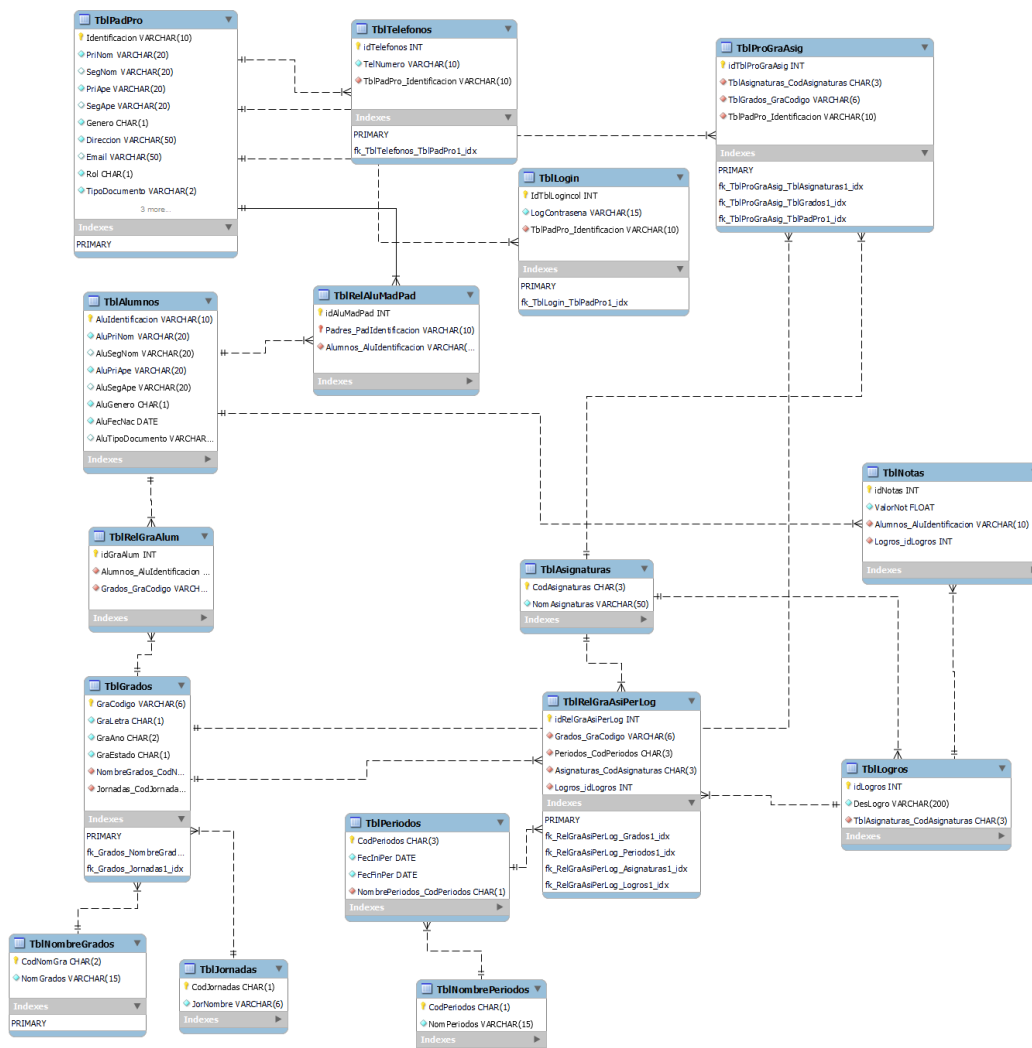 TblPadPro
Identificacion VARCHAR(10)
PriNom VARCHAR(20)
SegNom VARCHAR(20)
PriApe VARCHAR(20)
SegApe VARCHAR(20)
Genero CHAR(1)
Direccion VARCHAR(50)
Email VARCHAR(50)
Rol CHAR(1)
TipoDocumento VARCHAR(2)
3 more...
Indexes
PRIMARY
TblTelefonos
idTelefonos INT
TelNumero VARCHAR(10)
TblPadPro_Identificacion VARCHAR(10)
Indexes
PRIMARY
fk_TblTelefonos_TblPadPro1_idx
TblProGraAsig
idTblProGraAsig INT
TblAsignaturas_CodAsignaturas CHAR(3)
TblGrados_GraCodigo VARCHAR(6)
TblPadPro_Identificacion VARCHAR(10)
Indexes
PRIMARY
fk_TblProGraAsig_TblAsignaturas1_idx
fk_TblProGraAsig_TblGrados1_idx
fk_TblProGraAsig_TblPadPro1_idx
TblLogin
IdTblLogincol INT
LogContrasena VARCHAR(15)
TblPadPro_Identificacion VARCHAR(10)
Indexes
PRIMARY
fk_TblLogin_TblPadPro1_idx
TblRelAluMadPad
idAluMadPad INT
Padres_PadIdentificacion VARCHAR(10)
Alumnos_AluIdentificacion VARCHAR(...
Indexes
TblAlumnos
AluIdentificacion VARCHAR(10)
AluPriNom VARCHAR(20)
AluSegNom VARCHAR(20)
AluPriApe VARCHAR(20)
AluSegApe VARCHAR(20)
AluGenero CHAR(1)
AluFecNac DATE
AluTipoDocumento VARCHAR...
Indexes
TblNotas
idNotas INT
ValorNot FLOAT
Alumnos_AluIdentificacion VARCHAR(10)
Logros_idLogros INT
Indexes
TblRelGraAlum
idGraAlum INT
Alumnos_AluIdentificacion ...
Grados_GraCodigo VARCH...
Indexes
TblAsignaturas
CodAsignaturas CHAR(3)
NomAsignaturas VARCHAR(50)
Indexes
TblGrados
GraCodigo VARCHAR(6)
GraLetra CHAR(1)
GraAno CHAR(2)
GraEstado CHAR(1)
NombreGrados_CodN...
Jornadas_CodJornada...
Indexes
PRIMARY
fk_Grados_NombreGrad...
fk_Grados_Jornadas1_idx
TblRelGraAsiPerLog
idRelGraAsiPerLog INT
Grados_GraCodigo VARCHAR(6)
Periodos_CodPeriodos CHAR(3)
Asignaturas_CodAsignaturas CHAR(3)
Logros_idLogros INT
Indexes
PRIMARY
fk_RelGraAsiPerLog_Grados1_idx
fk_RelGraAsiPerLog_Periodos1_idx
fk_RelGraAsiPerLog_Asignaturas1_idx
fk_RelGraAsiPerLog_Logros1_idx
TblLogros
idLogros INT
DesLogro VARCHAR(200)
TblAsignaturas_CodAsignaturas CHAR(3)
Indexes
TblPeriodos
CodPeriodos CHAR(3)
FecIniPer DATE
FecFinPer DATE
NombrePeriodos_CodPeriodos CHAR(1)
Indexes
TblNombreGrados
CodNomGra CHAR(2)
NomGrados VARCHAR(15)
Indexes
PRIMARY
TblJornadas
CodJornadas CHAR(1)
JorNombre VARCHAR(6)
Indexes
TblNombrePeriodos
CodPeriodos CHAR(1)
NomPeriodos VARCHAR(15)
Indexes